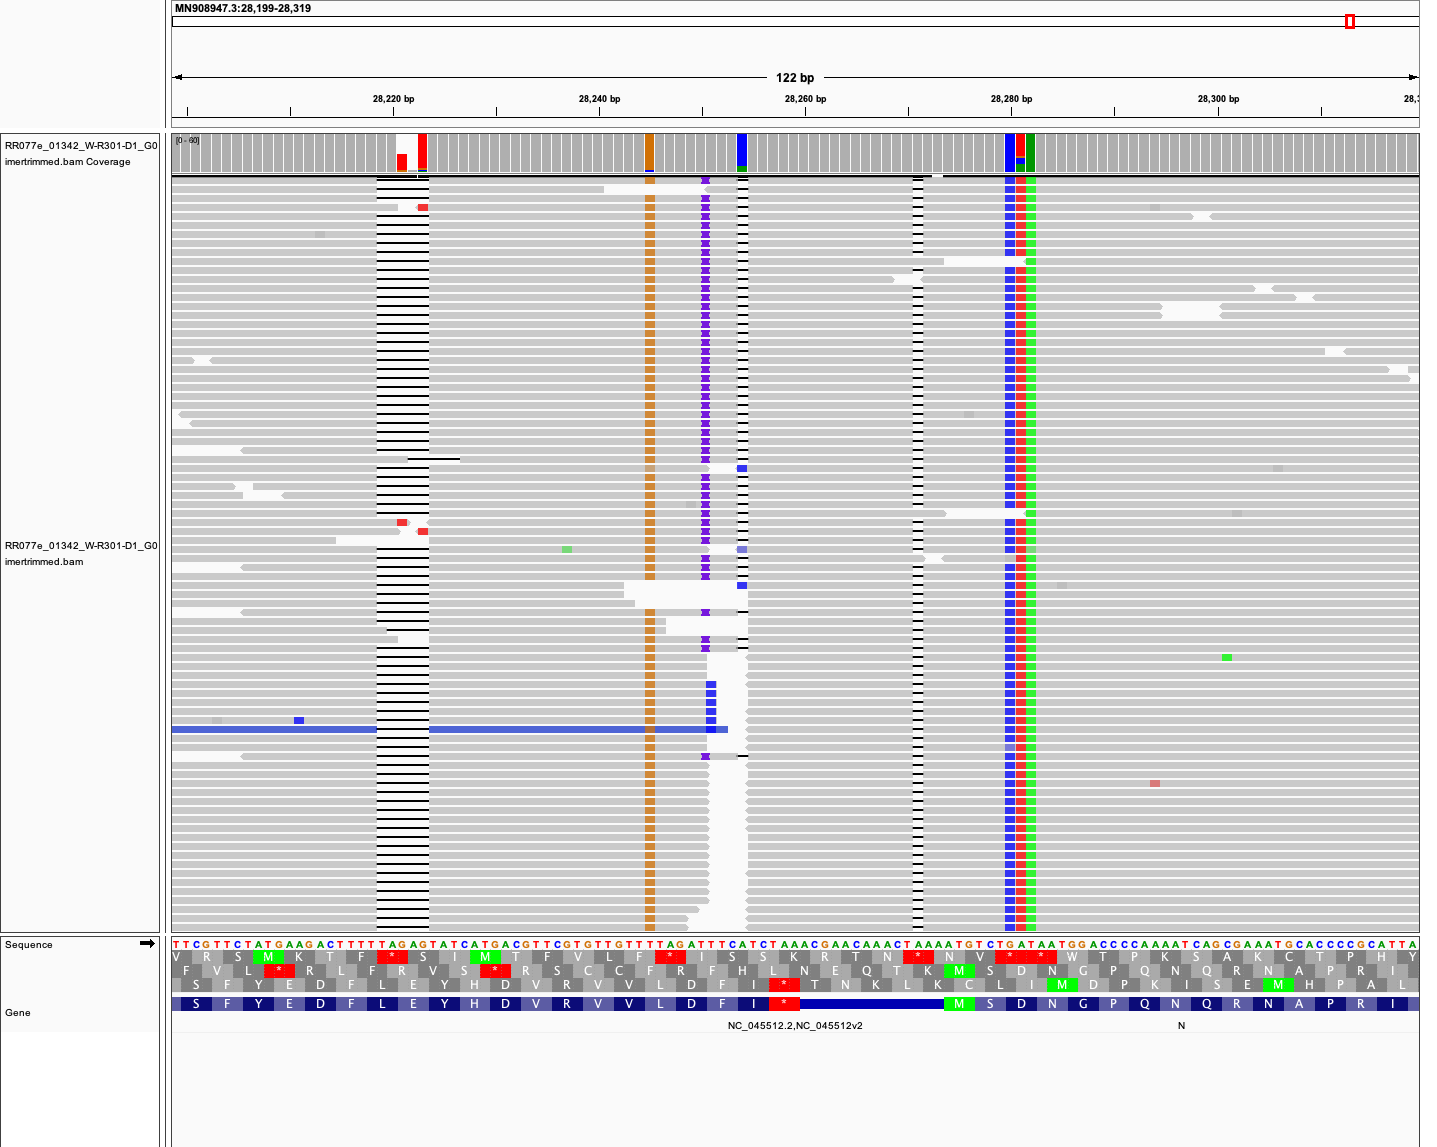 MN908947.3:28,199-28,319
122 bp
28,220 bp 28,240 bp 28,260 bp 28,280 bp 28,300 bp 28,3
RR077e_01342_W-R301-D1_G0
imertrimmed.bam Coverage
[0 - 60]
RR077e_01342_W-R301-D1_G0
imertrimmed.bam
Sequence
TTCGTTCTATGAAGACTTTTTAGAGTATCATGACGTTCGTGTTGTTTTAGATTTCATCTAAACGAACAAACTAAAATGTCTGATAATGGACCCCAAAATCAGCGAAATGCACCCCGCATTA
V R S M K T F * S I M T F V L F * I S S K R T N * N V * * W T P K S A K C T P H Y
F V L * R L F R V S * R S C C F R F H L N E Q T K M S D N G P Q N Q R N A P R I
S F Y E D F L E Y H D V R V V L D F I * T N K L K C L I M D P K I S E M H P A L
Gene
S F Y E D F L E Y H D V R V V L D F I * M S D N G P Q N Q R N A P R I
NC_045512.2,NC_045512v2 N